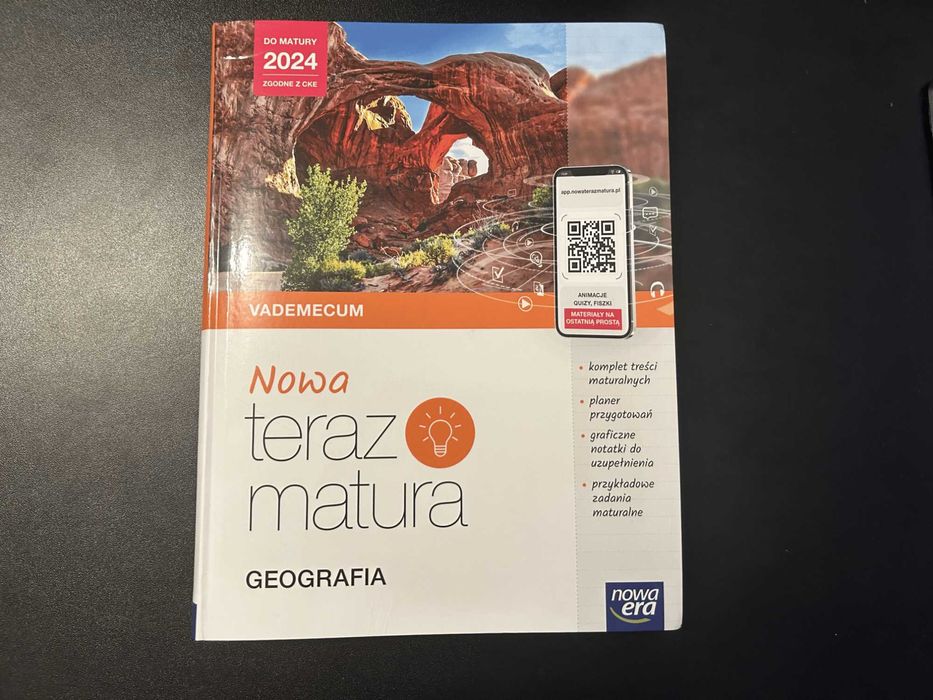 DO MATURY
2024
ZGODNE Z CKE
app.nowaterazmatura.pl
ANIMACJE
QUIZY, FISZKI
MATERIAŁY NA
OSTATNIĄ PROSTĄ
VADEMECUM
Nowa
teraz
matura
GEOGRAFIA
• komplet treści
maturalnych
• planer
przygotowań
• graficzne
notatki do
uzupełnienia
• przykładowe
zadania
maturalne
nowa
era